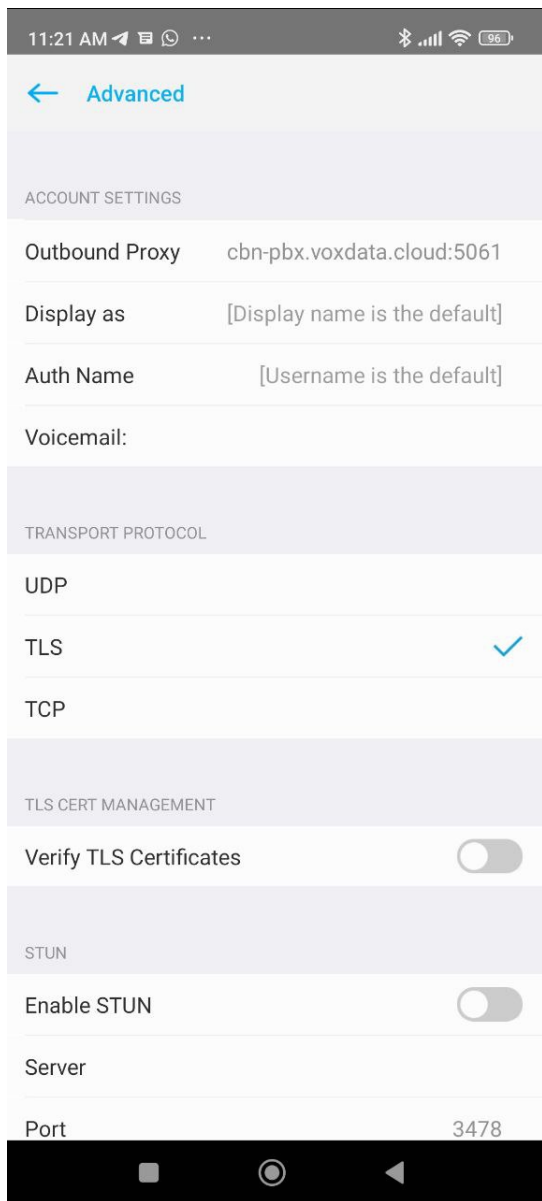 11:21 AM ···
96
Advanced
ACCOUNT SETTINGS
Outbound Proxy cbn-pbx.voxdata.cloud:5061
Display as [Display name is the default]
Auth Name [Username is the default]
Voicemail:
TRANSPORT PROTOCOL
UDP
TLS
TCP
TLS CERT MANAGEMENT
Verify TLS Certificates
STUN
Enable STUN
Server
Port 3478